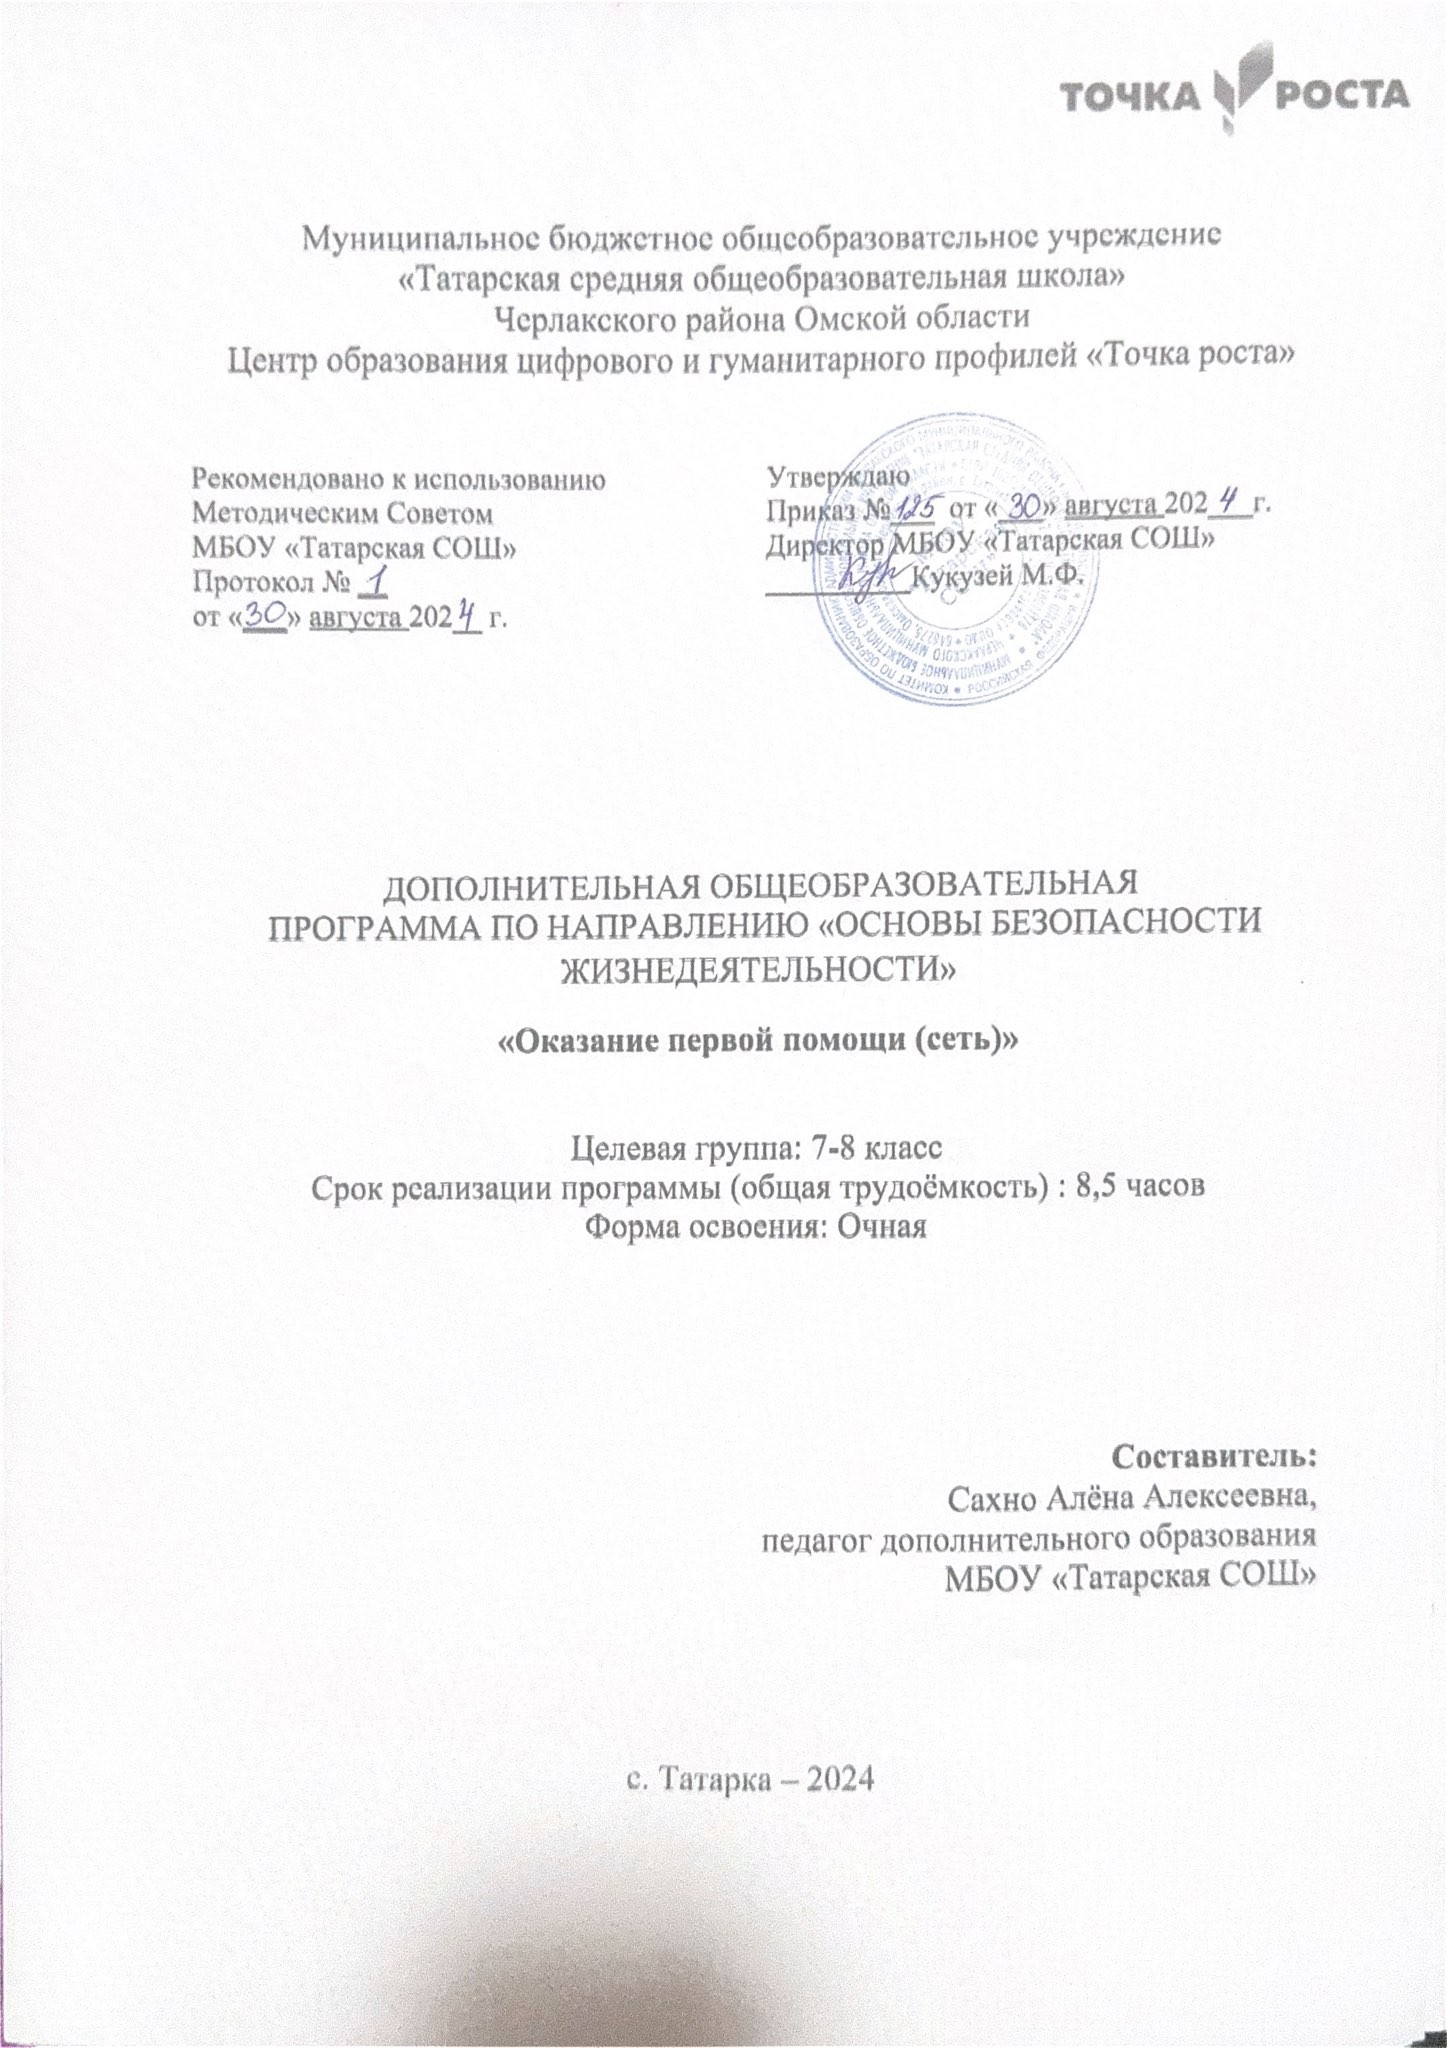 ТОЧКА РОСТА
Муниципальное бюджетное общеобразовательное учреждение
«Татарская средняя общеобразовательная школа»
Черлакского района Омской области
Центр образования цифрового и гуманитарного профилей «Точка роста»
Рекомендовано к использованию
Методическим Советом
МБОУ «Татарская СОШ»
Протокол № 1
от «30» августа 2024 г.
Утверждаю
Приказ № 125 от «30» августа 2024 г.
Директор МБОУ «Татарская СОШ»
Кукузей М.Ф.
ДОПОЛНИТЕЛЬНАЯ ОБЩЕОБРАЗОВАТЕЛЬНАЯ
ПРОГРАММА ПО НАПРАВЛЕНИЮ «ОСНОВЫ БЕЗОПАСНОСТИ
ЖИЗНЕДЕЯТЕЛЬНОСТИ»
«Оказание первой помощи (сеть)»
Целевая группа: 7-8 класс
Срок реализации программы (общая трудоёмкость) : 8,5 часов
Форма освоения: Очная
Составитель:
Сахно Алёна Алексеевна,
педагог дополнительного образования
МБОУ «Татарская СОШ»
с. Татарка – 2024